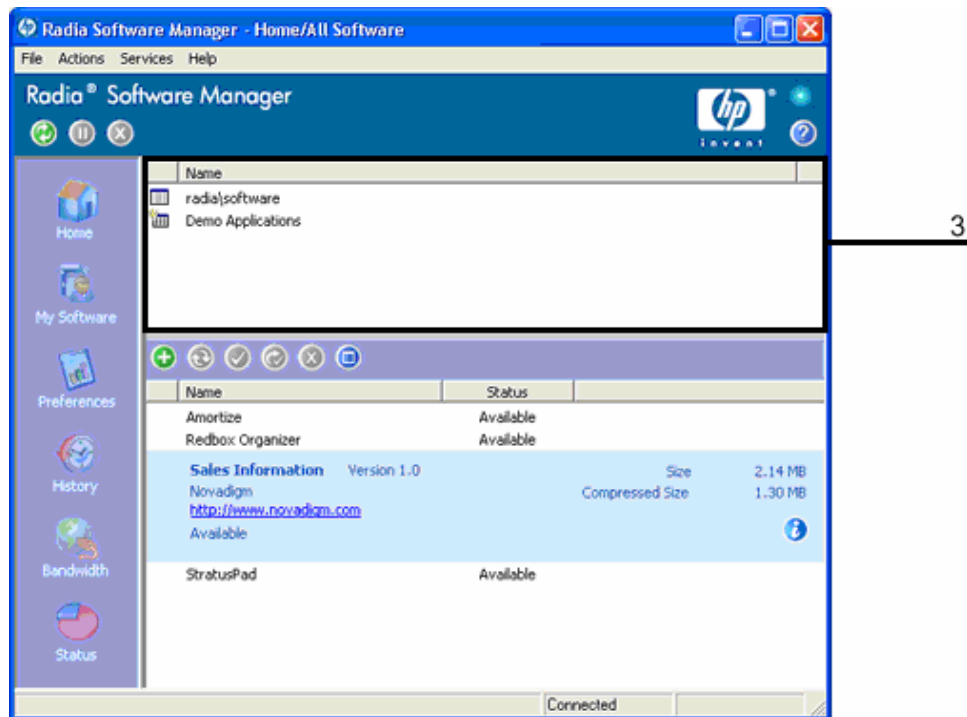 Radia Software Manager - Home/All Software
File Actions Services Help
Radia® Software Manager
hp
invent
Name
radia\software
Demo Applications
3
Home
My Software
Preferences
History
Bandwidth
Status
Name Status
Amortize Available
Redbox Organizer Available
Sales Information Version 1.0 Size 2.14 MB
Novadigm Compressed Size 1.30 MB
http://www.novadigm.com
Available
StratusPad Available
Connected